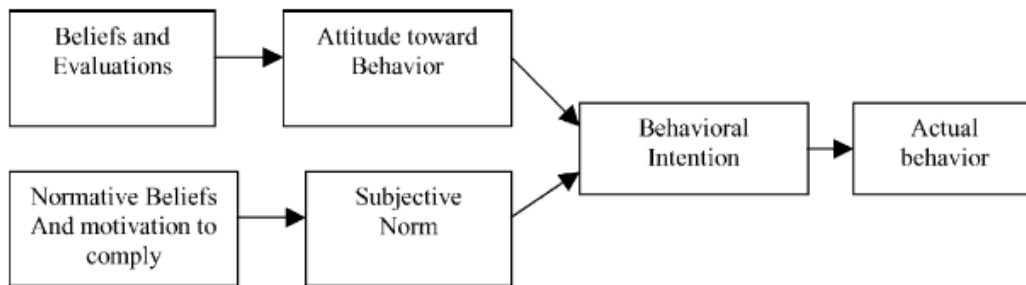 Beliefs and
Evaluations
Attitude toward
Behavior
Behavioral
Intention
Actual
behavior
Normative Beliefs
And motivation to
comply
Subjective
Norm